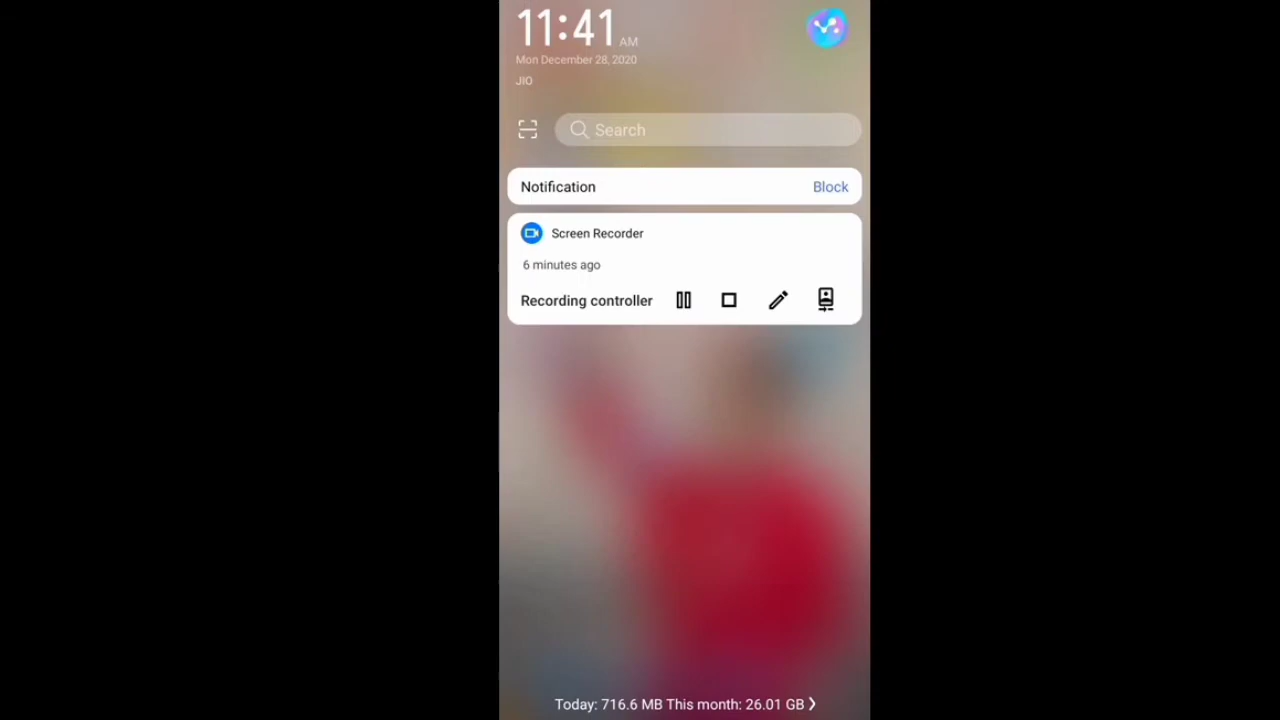 11:41 AM
Mon December 28, 2020
JIO
Search
Notification Block
Screen Recorder
6 minutes ago
Recording controller
Today: 716.6 MB This month: 26.01 GB